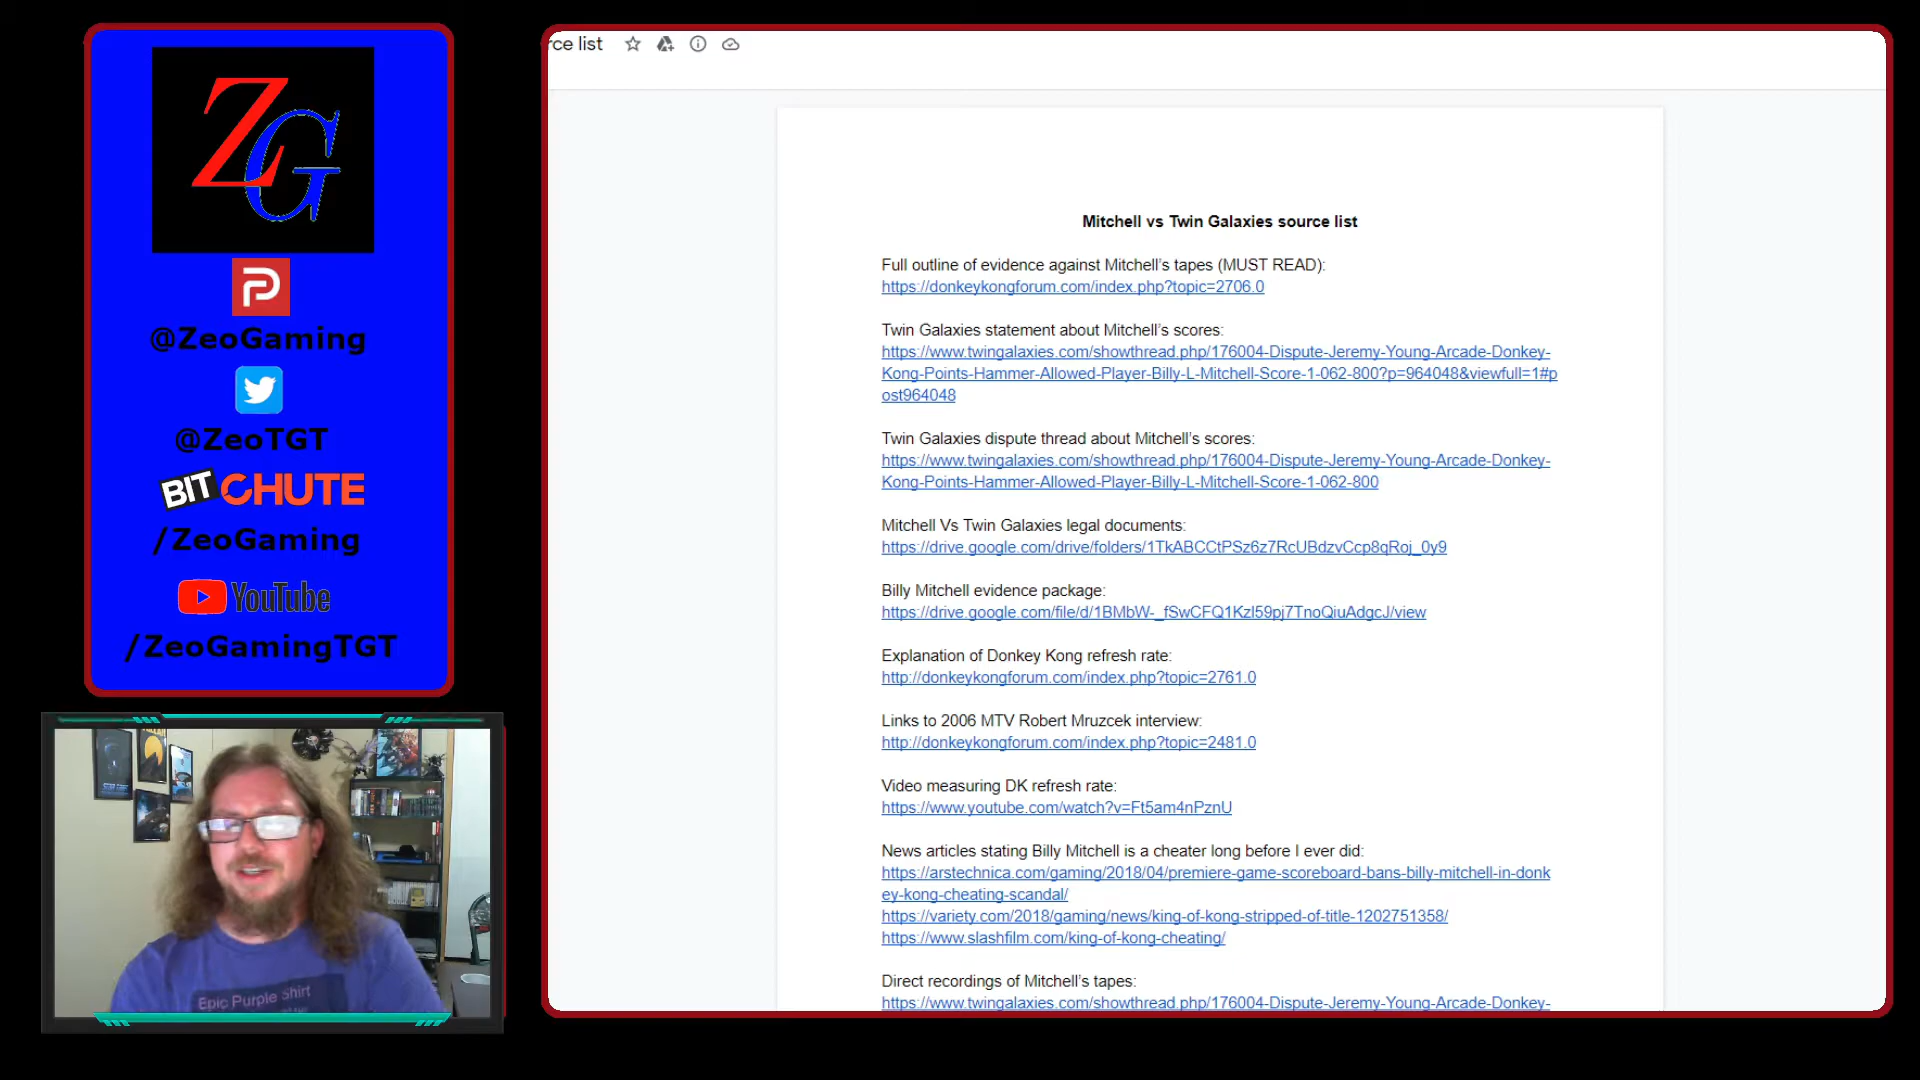 ZG
@ZeoGaming
@ZeoTGT
BITCHUTE
/ZeoGaming
YouTube
/ZeoGamingTGT
Epic Purple Shirt
rce list
Mitchell vs Twin Galaxies source list
Full outline of evidence against Mitchell's tapes (MUST READ):
https://donkeykongforum.com/index.php?topic=2706.0
Twin Galaxies statement about Mitchell's scores:
https://www.twingalaxies.com/showthread.php/176004-Dispute-Jeremy-Young-Arcade-Donkey-
Kong-Points-Hammer-Allowed-Player-Billy-L-Mitchell-Score-1-062-800?p=964048&viewfull=1#p
ost964048
Twin Galaxies dispute thread about Mitchell's scores:
https://www.twingalaxies.com/showthread.php/176004-Dispute-Jeremy-Young-Arcade-Donkey-
Kong-Points-Hammer-Allowed-Player-Billy-L-Mitchell-Score-1-062-800
Mitchell Vs Twin Galaxies legal documents:
https://drive.google.com/drive/folders/1TkABCCtPSz6z7RcUBdzvCcp8qRoj_0y9
Billy Mitchell evidence package:
https://drive.google.com/file/d/1BMbW-_fSwCFQ1KzI59pj7TnoQiuAdgcJ/view
Explanation of Donkey Kong refresh rate:
http://donkeykongforum.com/index.php?topic=2761.0
Links to 2006 MTV Robert Mruzcek interview:
http://donkeykongforum.com/index.php?topic=2481.0
Video measuring DK refresh rate:
https://www.youtube.com/watch?v=Ft5am4nPznU
News articles stating Billy Mitchell is a cheater long before I ever did:
https://arstechnica.com/gaming/2018/04/premiere-game-scoreboard-bans-billy-mitchell-in-donk
ey-kong-cheating-scandal/
https://variety.com/2018/gaming/news/king-of-kong-stripped-of-title-1202751358/
https://www.slashfilm.com/king-of-kong-cheating/
Direct recordings of Mitchell's tapes:
https://www.twingalaxies.com/showthread.php/176004-Dispute-Jeremy-Young-Arcade-Donkey-